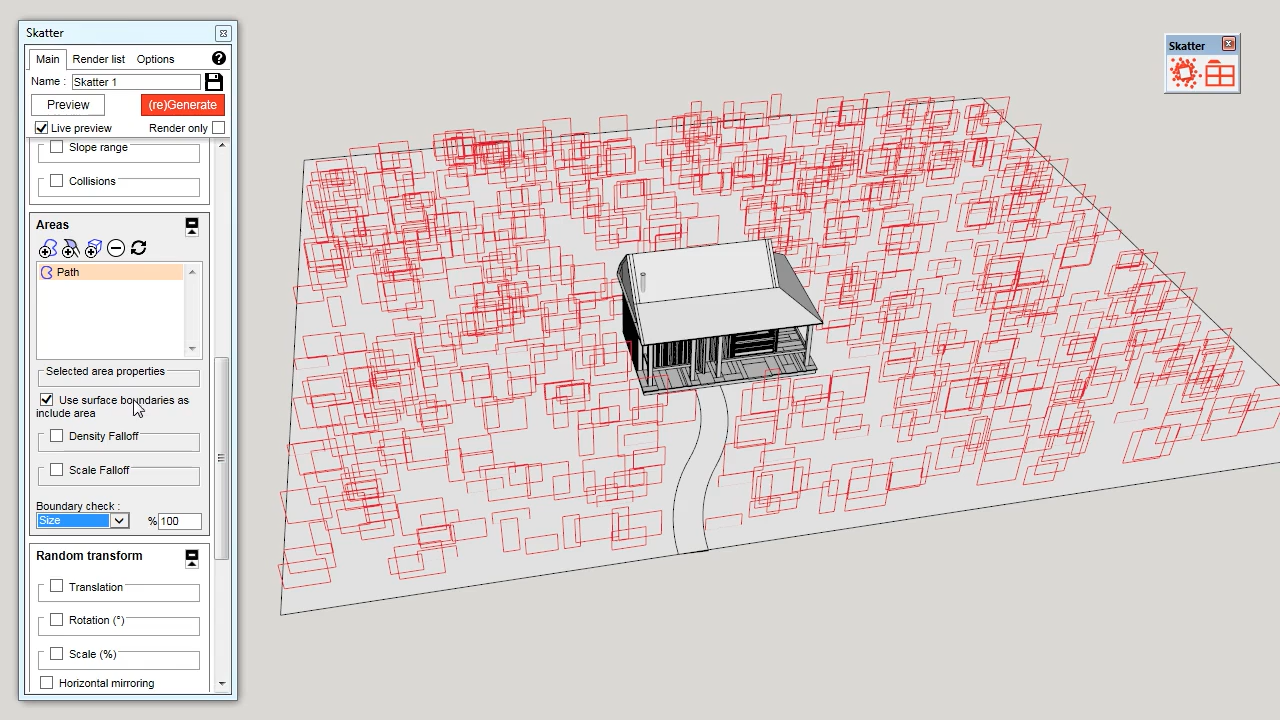 Skatter
Main Render list Options
Name : Skatter 1
Preview (re)Generate
Live preview Render only
Slope range
Collisions
Areas
Path
Selected area properties
Use surface boundaries as
include area
Density Falloff
Scale Falloff
Boundary check :
Size % 100
Random transform
Translation
Rotation (°)
Scale (%)
Horizontal mirroring
Skatter